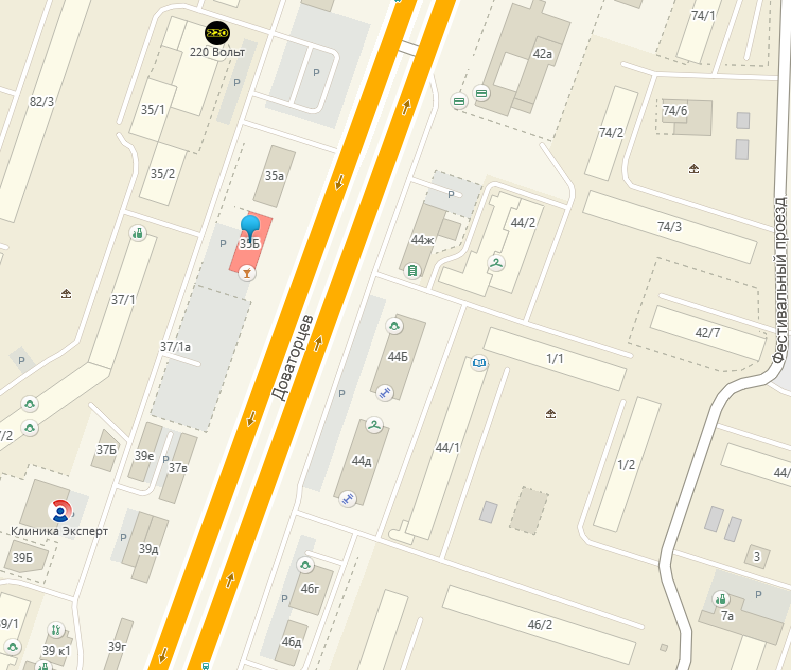 74/1
220
220 Вольт
42а
Р
Р
82/3
35/1
74/6
74/2
35/2
35а
Р
44/2
74/3
Фестивальный проезд
44ж
Р
35Б
37/1
42/7
Доваторцев
37/1а
44Б
1/1
Р
Р
37Б
44/1
39к
37в
Р
44д
1/2
7/2
44/
Клиника Эксперт
Р
39д
39Б
3
46г
Р
Р
7а
9/1
46/2
46д
39г
39 к1